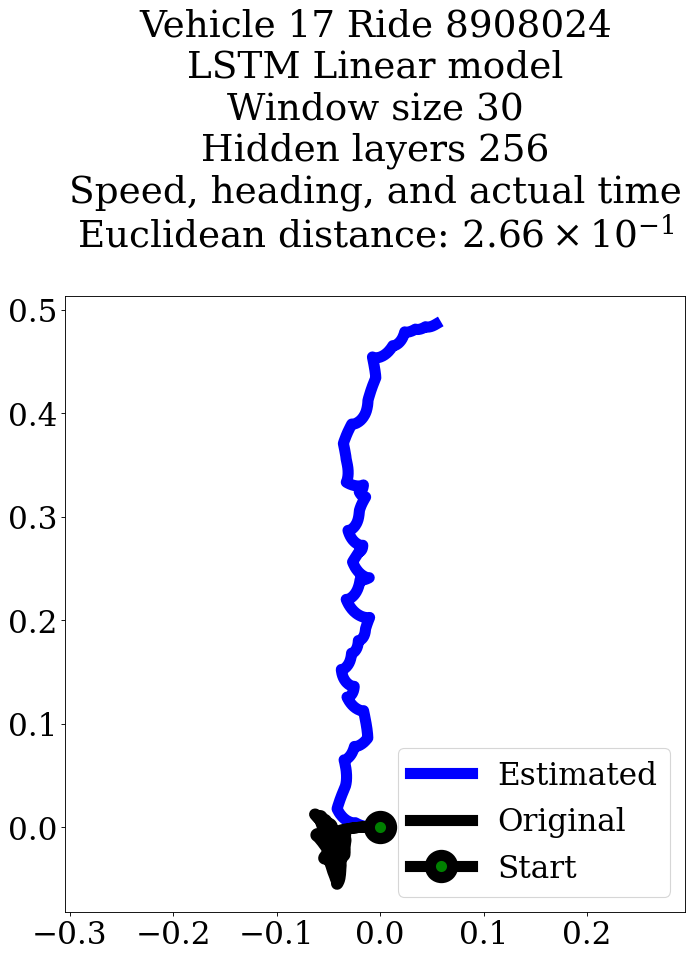 Vehicle 17 Ride 8908024
LSTM Linear model
Window size 30
Hidden layers 256
Speed, heading, and actual time
Euclidean distance: 2.66 × 10⁻¹
0.5
0.4
0.3
0.2
0.1
0.0
Estimated
Original
Start
−0.3 −0.2 −0.1 0.0 0.1 0.2